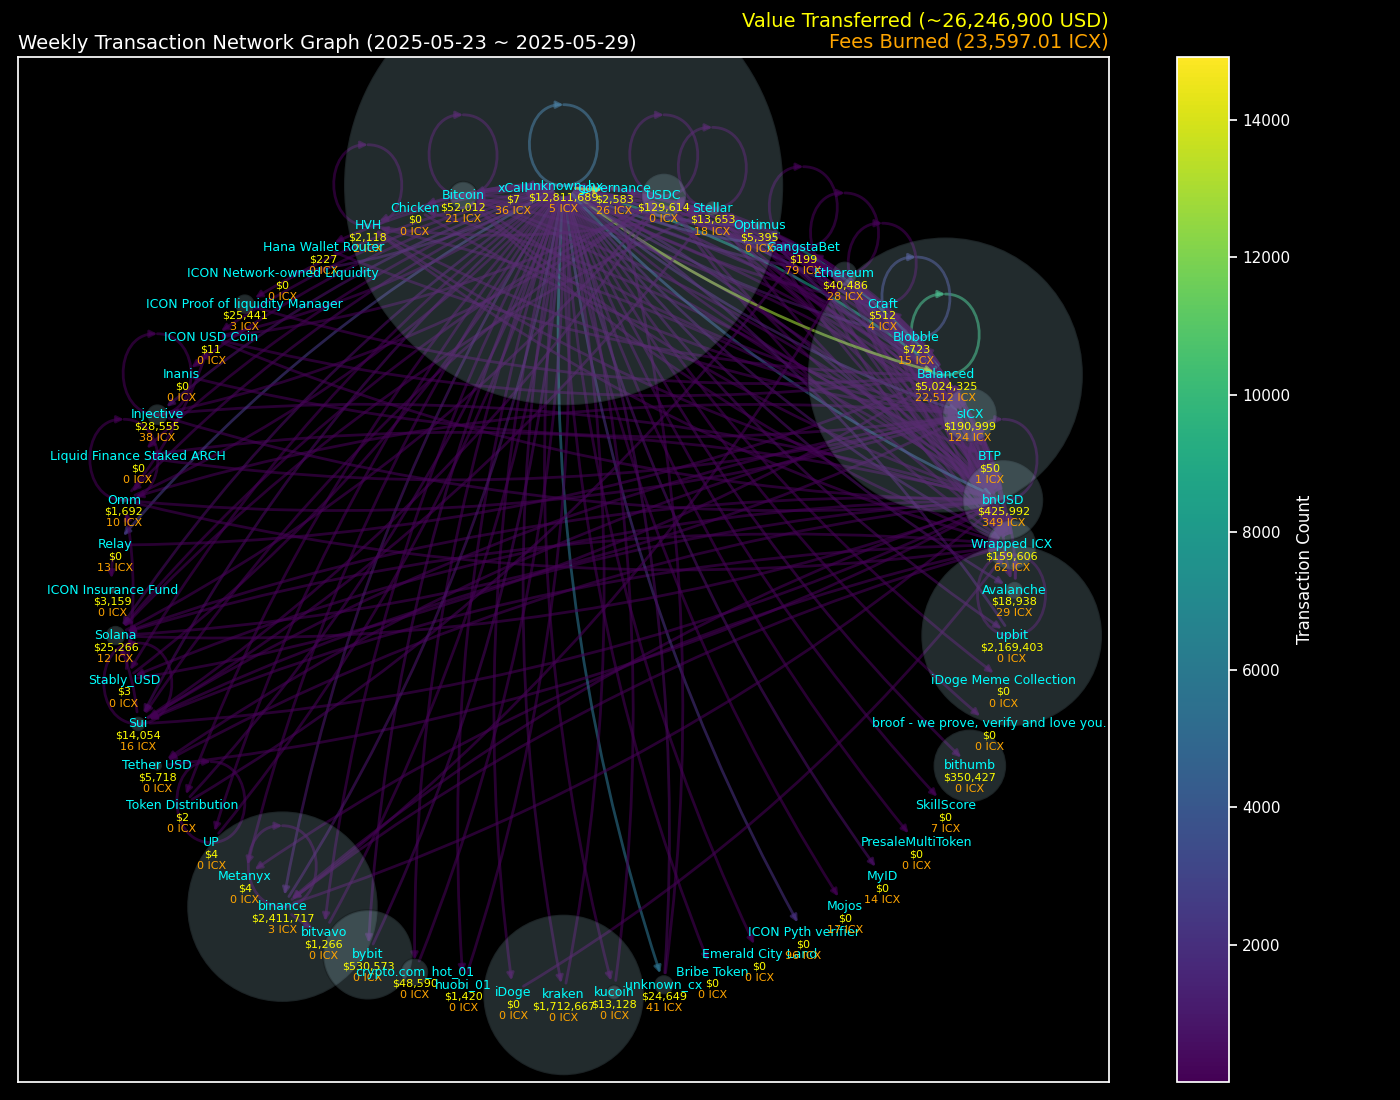 Value Transferred (~26,246,900 USD)
Weekly Transaction Network Graph (2025-05-23 ~ 2025-05-29)
Fees Burned (23,597.01 ICX)
unknown_hx
$12,811,689
5 ICX
xCall
$7
36 ICX
governance
$2,583
26 ICX
Bitcoin
$52,012
21 ICX
USDC
$129,614
0 ICX
Chicken
$0
0 ICX
Stellar
$13,653
18 ICX
HVH
$2,118
Optimus
$5,395
0 ICX
Hana Wallet Router
$227
0 ICX
GangstaBet
$199
79 ICX
ICON Network-owned Liquidity
$0
0 ICX
Ethereum
$40,486
28 ICX
ICON Proof of liquidity Manager
$25,441
3 ICX
Craft
$512
4 ICX
ICON USD Coin
$11
0 ICX
Blobble
$723
15 ICX
Inanis
$0
0 ICX
Balanced
$5,024,325
22,512 ICX
Injective
$28,555
38 ICX
sICX
$190,999
124 ICX
Liquid Finance Staked ARCH
$0
0 ICX
BTP
$50
1 ICX
Omm
$1,692
10 ICX
bnUSD
$425,992
349 ICX
Relay
$0
13 ICX
Wrapped ICX
$159,606
62 ICX
ICON Insurance Fund
$3,159
0 ICX
Avalanche
$18,938
29 ICX
Solana
$25,266
12 ICX
upbit
$2,169,403
0 ICX
Stably_USD
$3
0 ICX
iDoge Meme Collection
$0
0 ICX
Sui
$14,054
16 ICX
broof - we prove, verify and love you.
$0
0 ICX
Tether USD
$5,718
0 ICX
bithumb
$350,427
0 ICX
Token Distribution
$2
0 ICX
SkillScore
$0
7 ICX
UP
$4
0 ICX
PresaleMultiToken
$0
0 ICX
Metanyx
$4
0 ICX
MyID
$0
14 ICX
binance
$2,411,717
3 ICX
Mojos
$0
17 ICX
bitvavo
$1,266
0 ICX
ICON Pyth verifier
$0
bybit
$530,573
0 ICX
Emerald City Land
$0
0 ICX
crypto.com_hot_01
$48,590
0 ICX
Bribe Token
$0
0 ICX
huobi_01
$1,420
0 ICX
unknown_cx
$24,649
41 ICX
iDoge
$0
0 ICX
kraken
$1,712,667
0 ICX
kucoin
$13,128
0 ICX
14000
12000
10000
8000
6000
4000
2000
Transaction Count